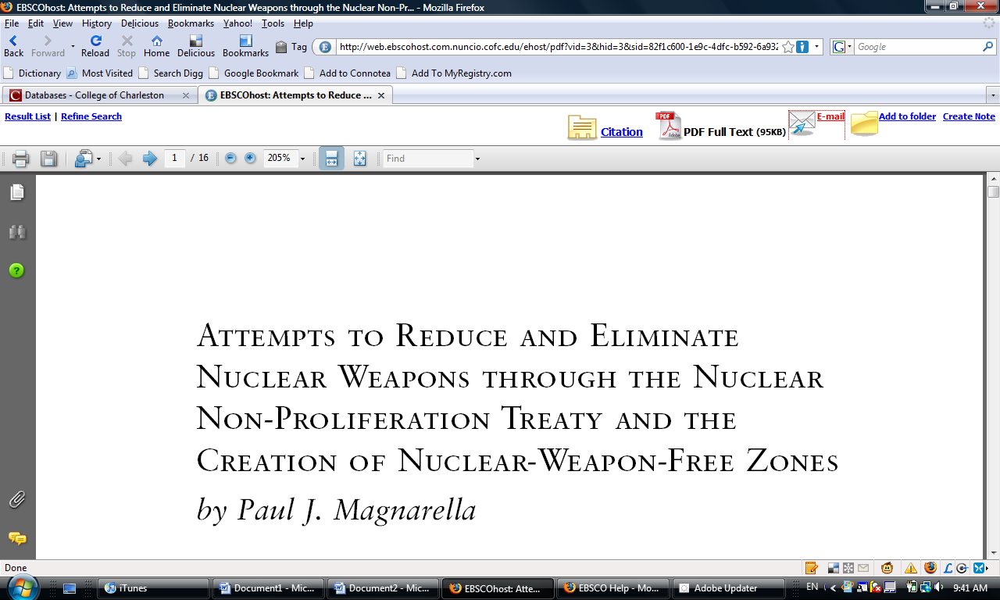 EBSCOhost: Attempts to Reduce and Eliminate Nuclear Weapons through the Nuclear Non-Pr... - Mozilla Firefox
File Edit View History Delicious Bookmarks Yahoo! Tools Help
Back Forward Reload Stop Home Delicious Bookmarks Tag http://web.ebscohost.com.nuncio.cofc.edu/ehost/pdf?vid=3&hid=3&sid=82f1c600-1e9c-4dfc-b592-6a93 Google
Dictionary Most Visited Search Digg Google Bookmark Add to Connotea Add To MyRegistry.com
Databases - College of Charleston EBSCOhost: Attempts to Reduce ...
Result List | Refine Search
Citation PDF PDF Full Text (95KB) E-mail Add to folder Create Note
1 / 16 205% Find
ATTEMPTS TO REDUCE AND ELIMINATE
NUCLEAR WEAPONS THROUGH THE NUCLEAR
NON-PROLIFERATION TREATY AND THE
CREATION OF NUCLEAR-WEAPON-FREE ZONES
by Paul J. Magnarella
Done
iTunes Document1 - Mic... Document2 - Mic... EBSCOhost: Atte... EBSCO Help - Mo... Adobe Updater EN 9:41 AM